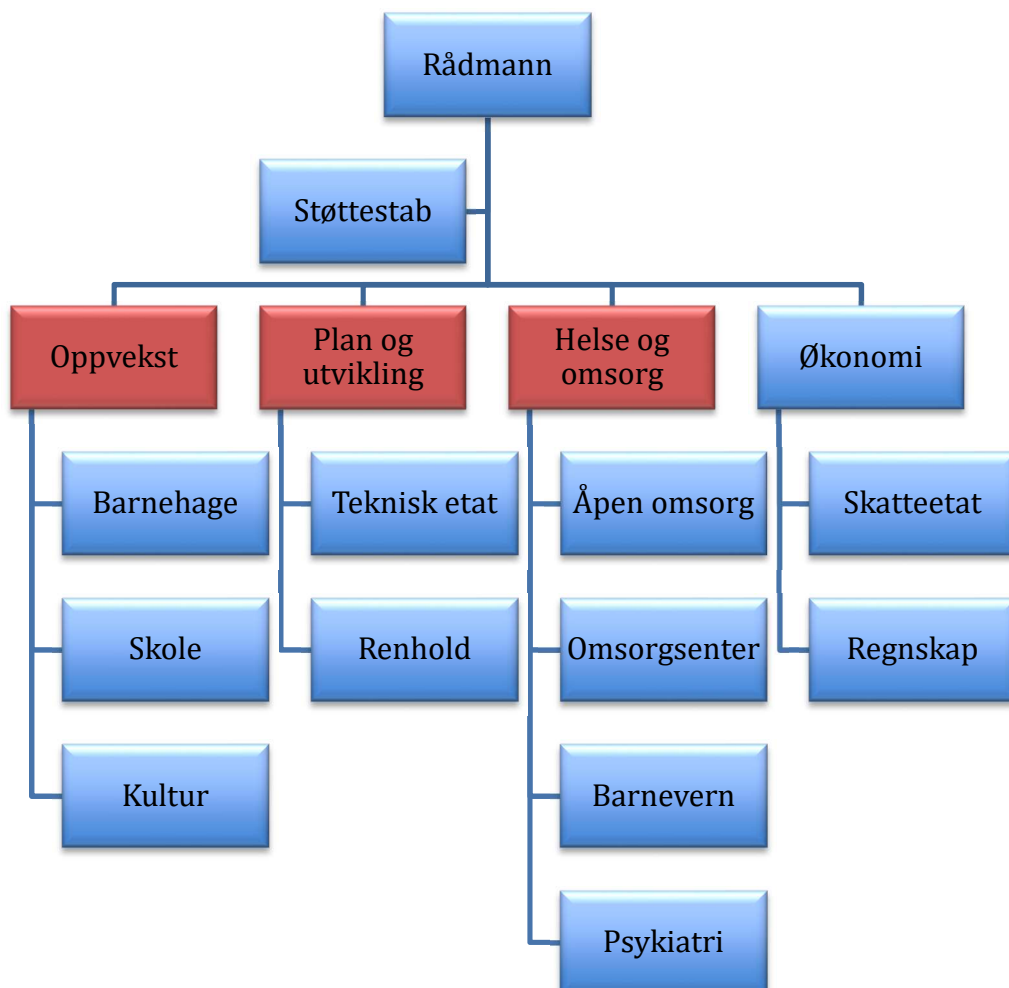 Rådmann
Støttestab
Oppvekst
Plan og
utvikling
Helse og
omsorg
Økonomi
Barnehage
Teknisk etat
Åpen omsorg
Skatteetat
Skole
Renhold
Omsorgsenter
Regnskap
Kultur
Barnevern
Psykiatri